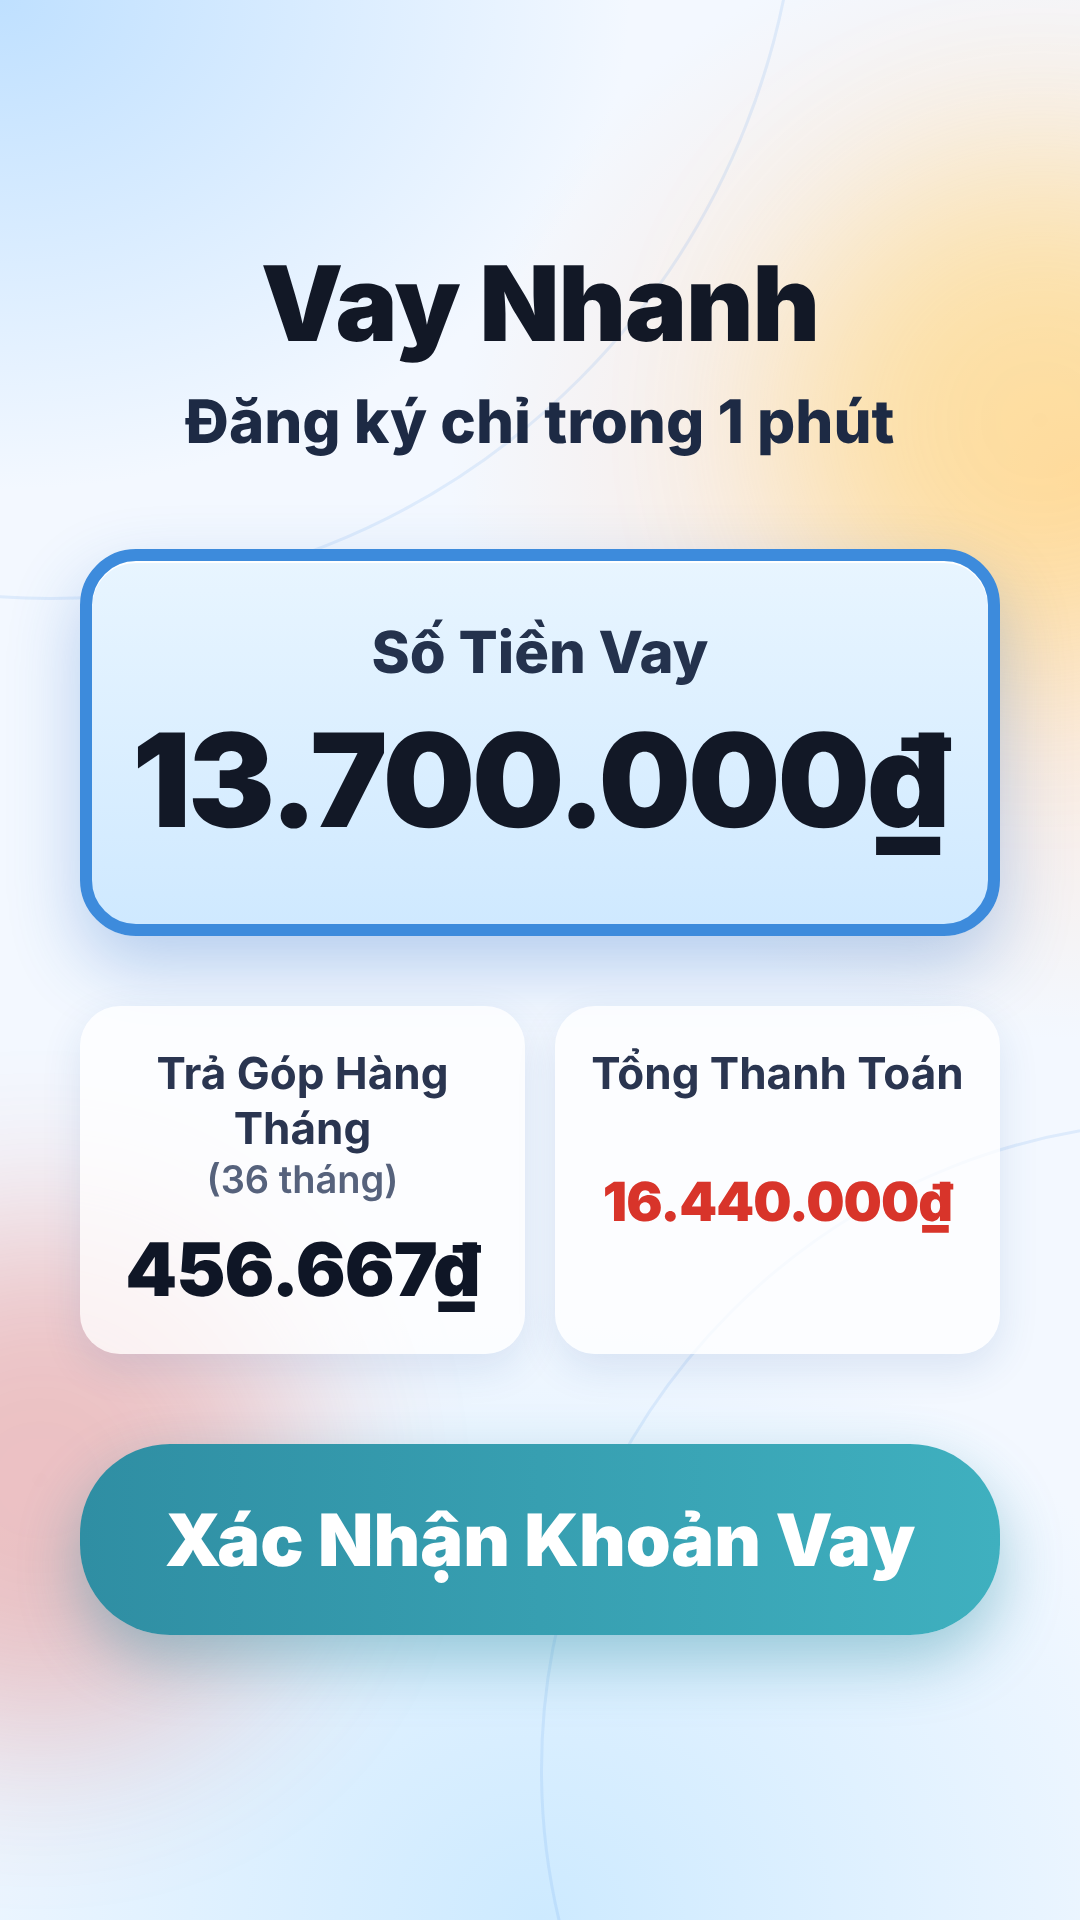 Vay Nhanh
Đăng ký chỉ trong 1 phút
Số Tiền Vay
13.700.000₫
Trả Góp Hàng
Tháng
(36 tháng)
456.667₫
Tổng Thanh Toán
16.440.000₫
Xác Nhận Khoản Vay